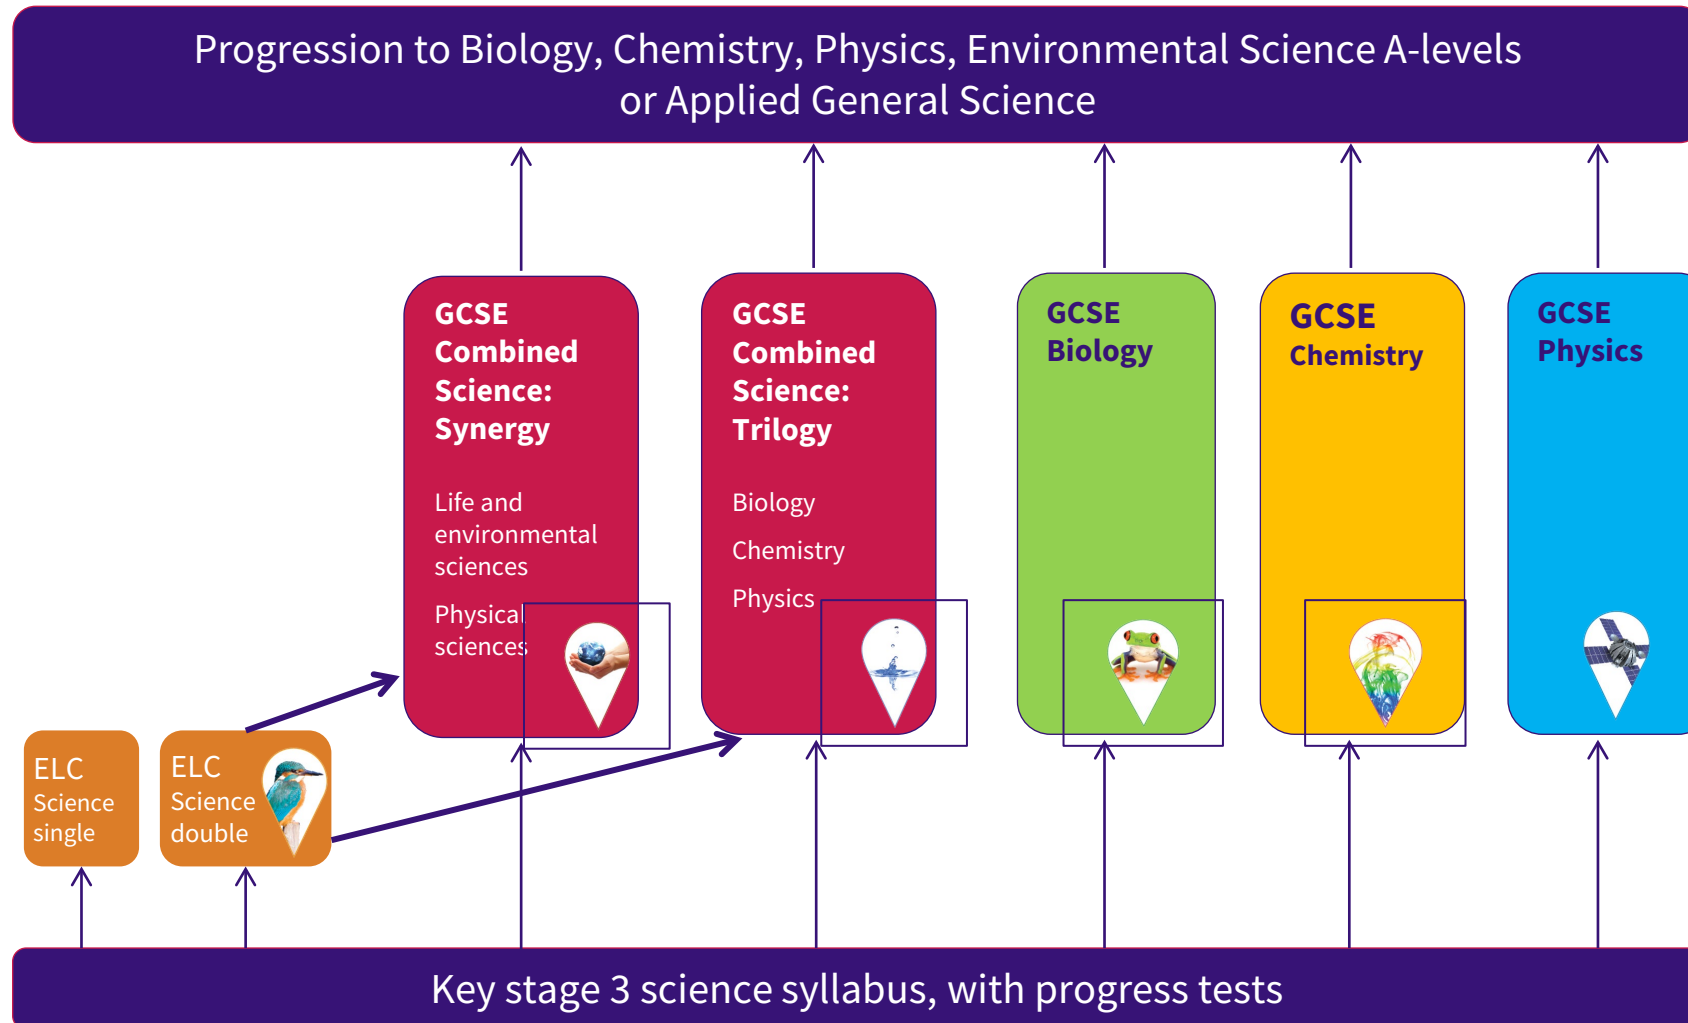 Progression to Biology, Chemistry, Physics, Environmental Science A-levels
or Applied General Science
GCSE
Combined
Science:
Synergy
Life and
environmental
sciences
Physical
sciences
GCSE
Combined
Science:
Trilogy
Biology
Chemistry
Physics
GCSE
Biology
GCSE
Chemistry
GCSE
Physics
ELC
Science
single
ELC
Science
double
Key stage 3 science syllabus, with progress tests